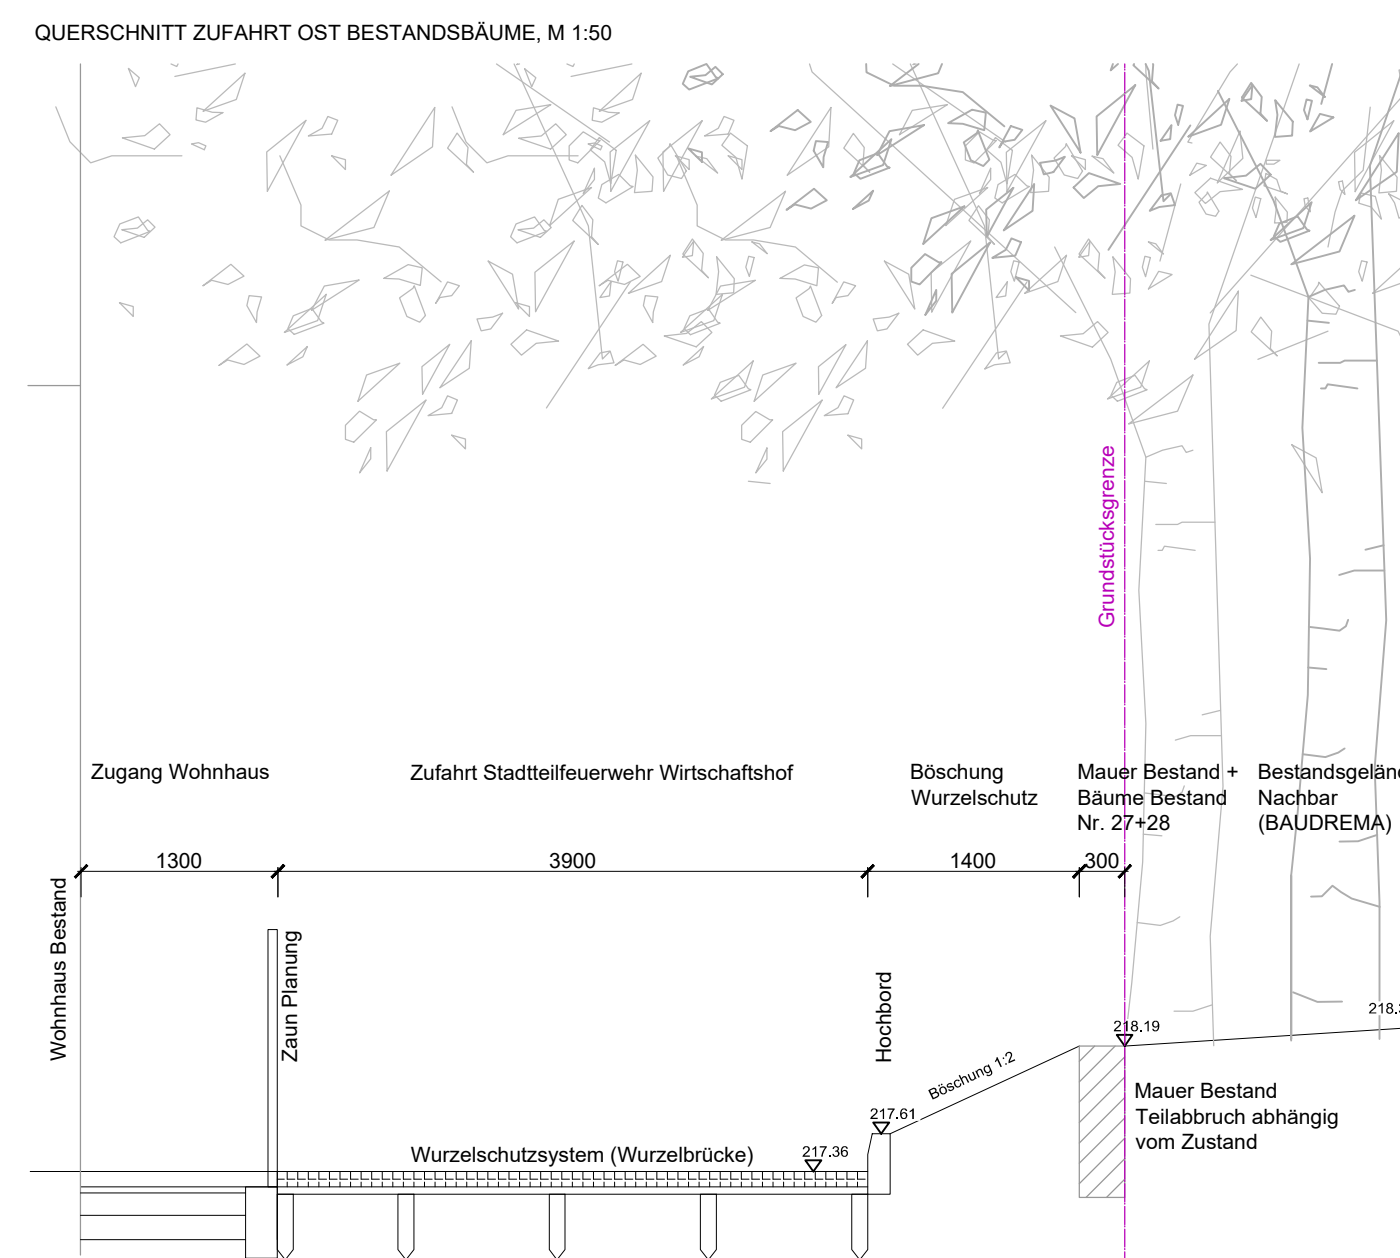 QUERSCHNITT ZUFAHRT OST BESTANDSBÄUME, M 1:50
Grundstücksgrenze
Zugang Wohnhaus
Zufahrt Stadtteilfeuerwehr Wirtschaftshof
Böschung
Wurzelschutz
Mauer Bestand +
Bäume Bestand
Nr. 27+28
Nachbar
(BAUDREMA)
1300
3900
1400
300
Wohnhaus Bestand
Zaun Planung
Hochbord
218.19
Böschung 1:2
217.61
Mauer Bestand
Teilabbruch abhängig
vom Zustand
Wurzelschutzsystem (Wurzelbrücke)
217.36